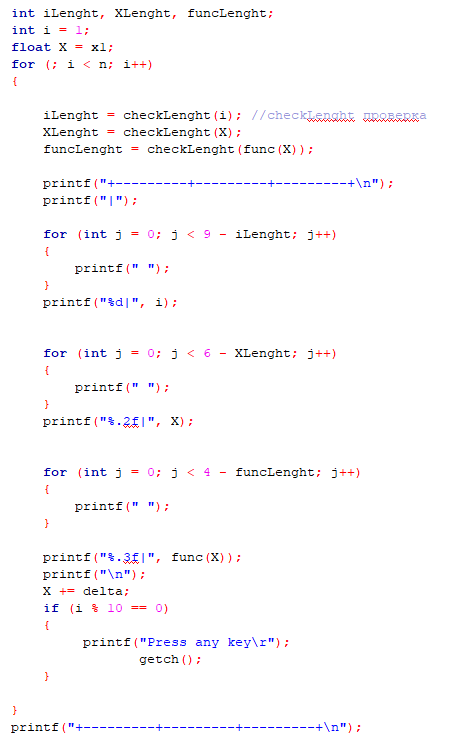 int iLenght, XLenght, funcLenght;
int i = 1;
float X = x1;
for (; i < n; i++)
{
iLenght = checkLenght(i); //checkLenght проверка
XLenght = checkLenght(X);
funcLenght = checkLenght(func(X));
printf("+---------+---------+---------+\n");
printf("|");
for (int j = 0; j < 9 - iLenght; j++)
{
printf(" ");
}
printf("%d|", i);
for (int j = 0; j < 6 - XLenght; j++)
{
printf(" ");
}
printf("%.2f|", X);
for (int j = 0; j < 4 - funcLenght; j++)
{
printf(" ");
}
printf("%.3f|", func(X));
printf("\n");
X += delta;
if (i % 10 == 0)
{
printf("Press any key\r");
getch();
}
}
printf("+---------+---------+---------+\n");